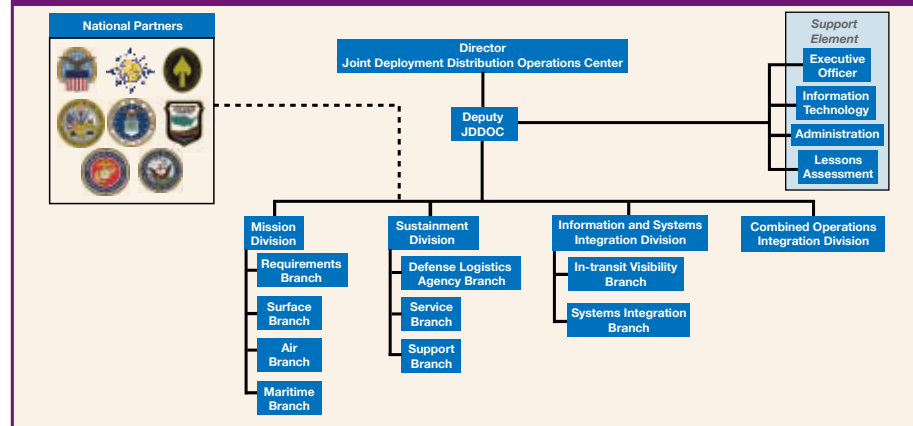 National Partners
Director
Joint Deployment Distribution Operations Center
Deputy
JDDOC
Support
Element
Executive
Officer
Information
Technology
Administration
Lessons
Assessment
Mission
Division
Requirements
Branch
Surface
Branch
Air
Branch
Maritime
Branch
Sustainment
Division
Defense Logistics
Agency Branch
Service
Branch
Support
Branch
Information and Systems
Integration Division
In-transit Visibility
Branch
Systems Integration
Branch
Combined Operations
Integration Division